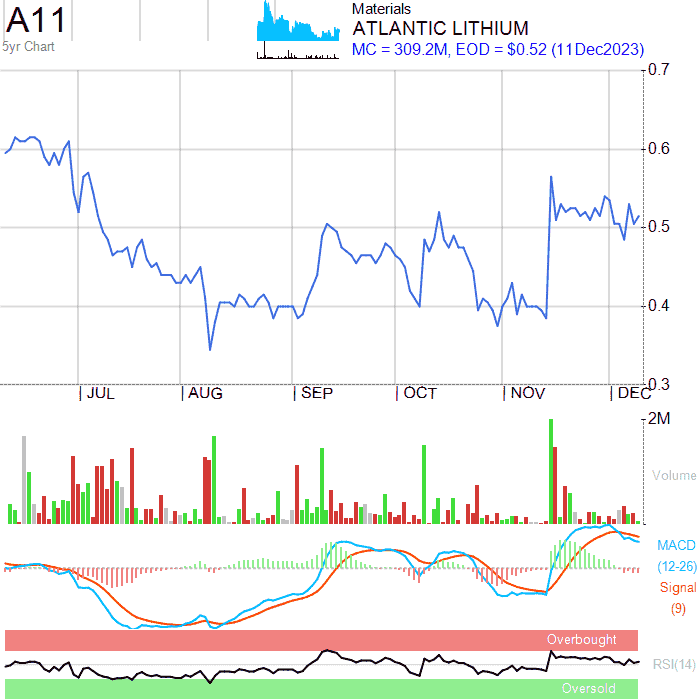 A11
5yr Chart
Materials
ATLANTIC LITHIUM
MC = 309.2M, EOD = $0.52 (11Dec2023)
0.7
0.6
0.5
0.4
0.3
JUL AUG SEP OCT NOV DEC
2M
Volume
MACD
(12-26)
Signal
(9)
Overbought
RSI(14)
Oversold